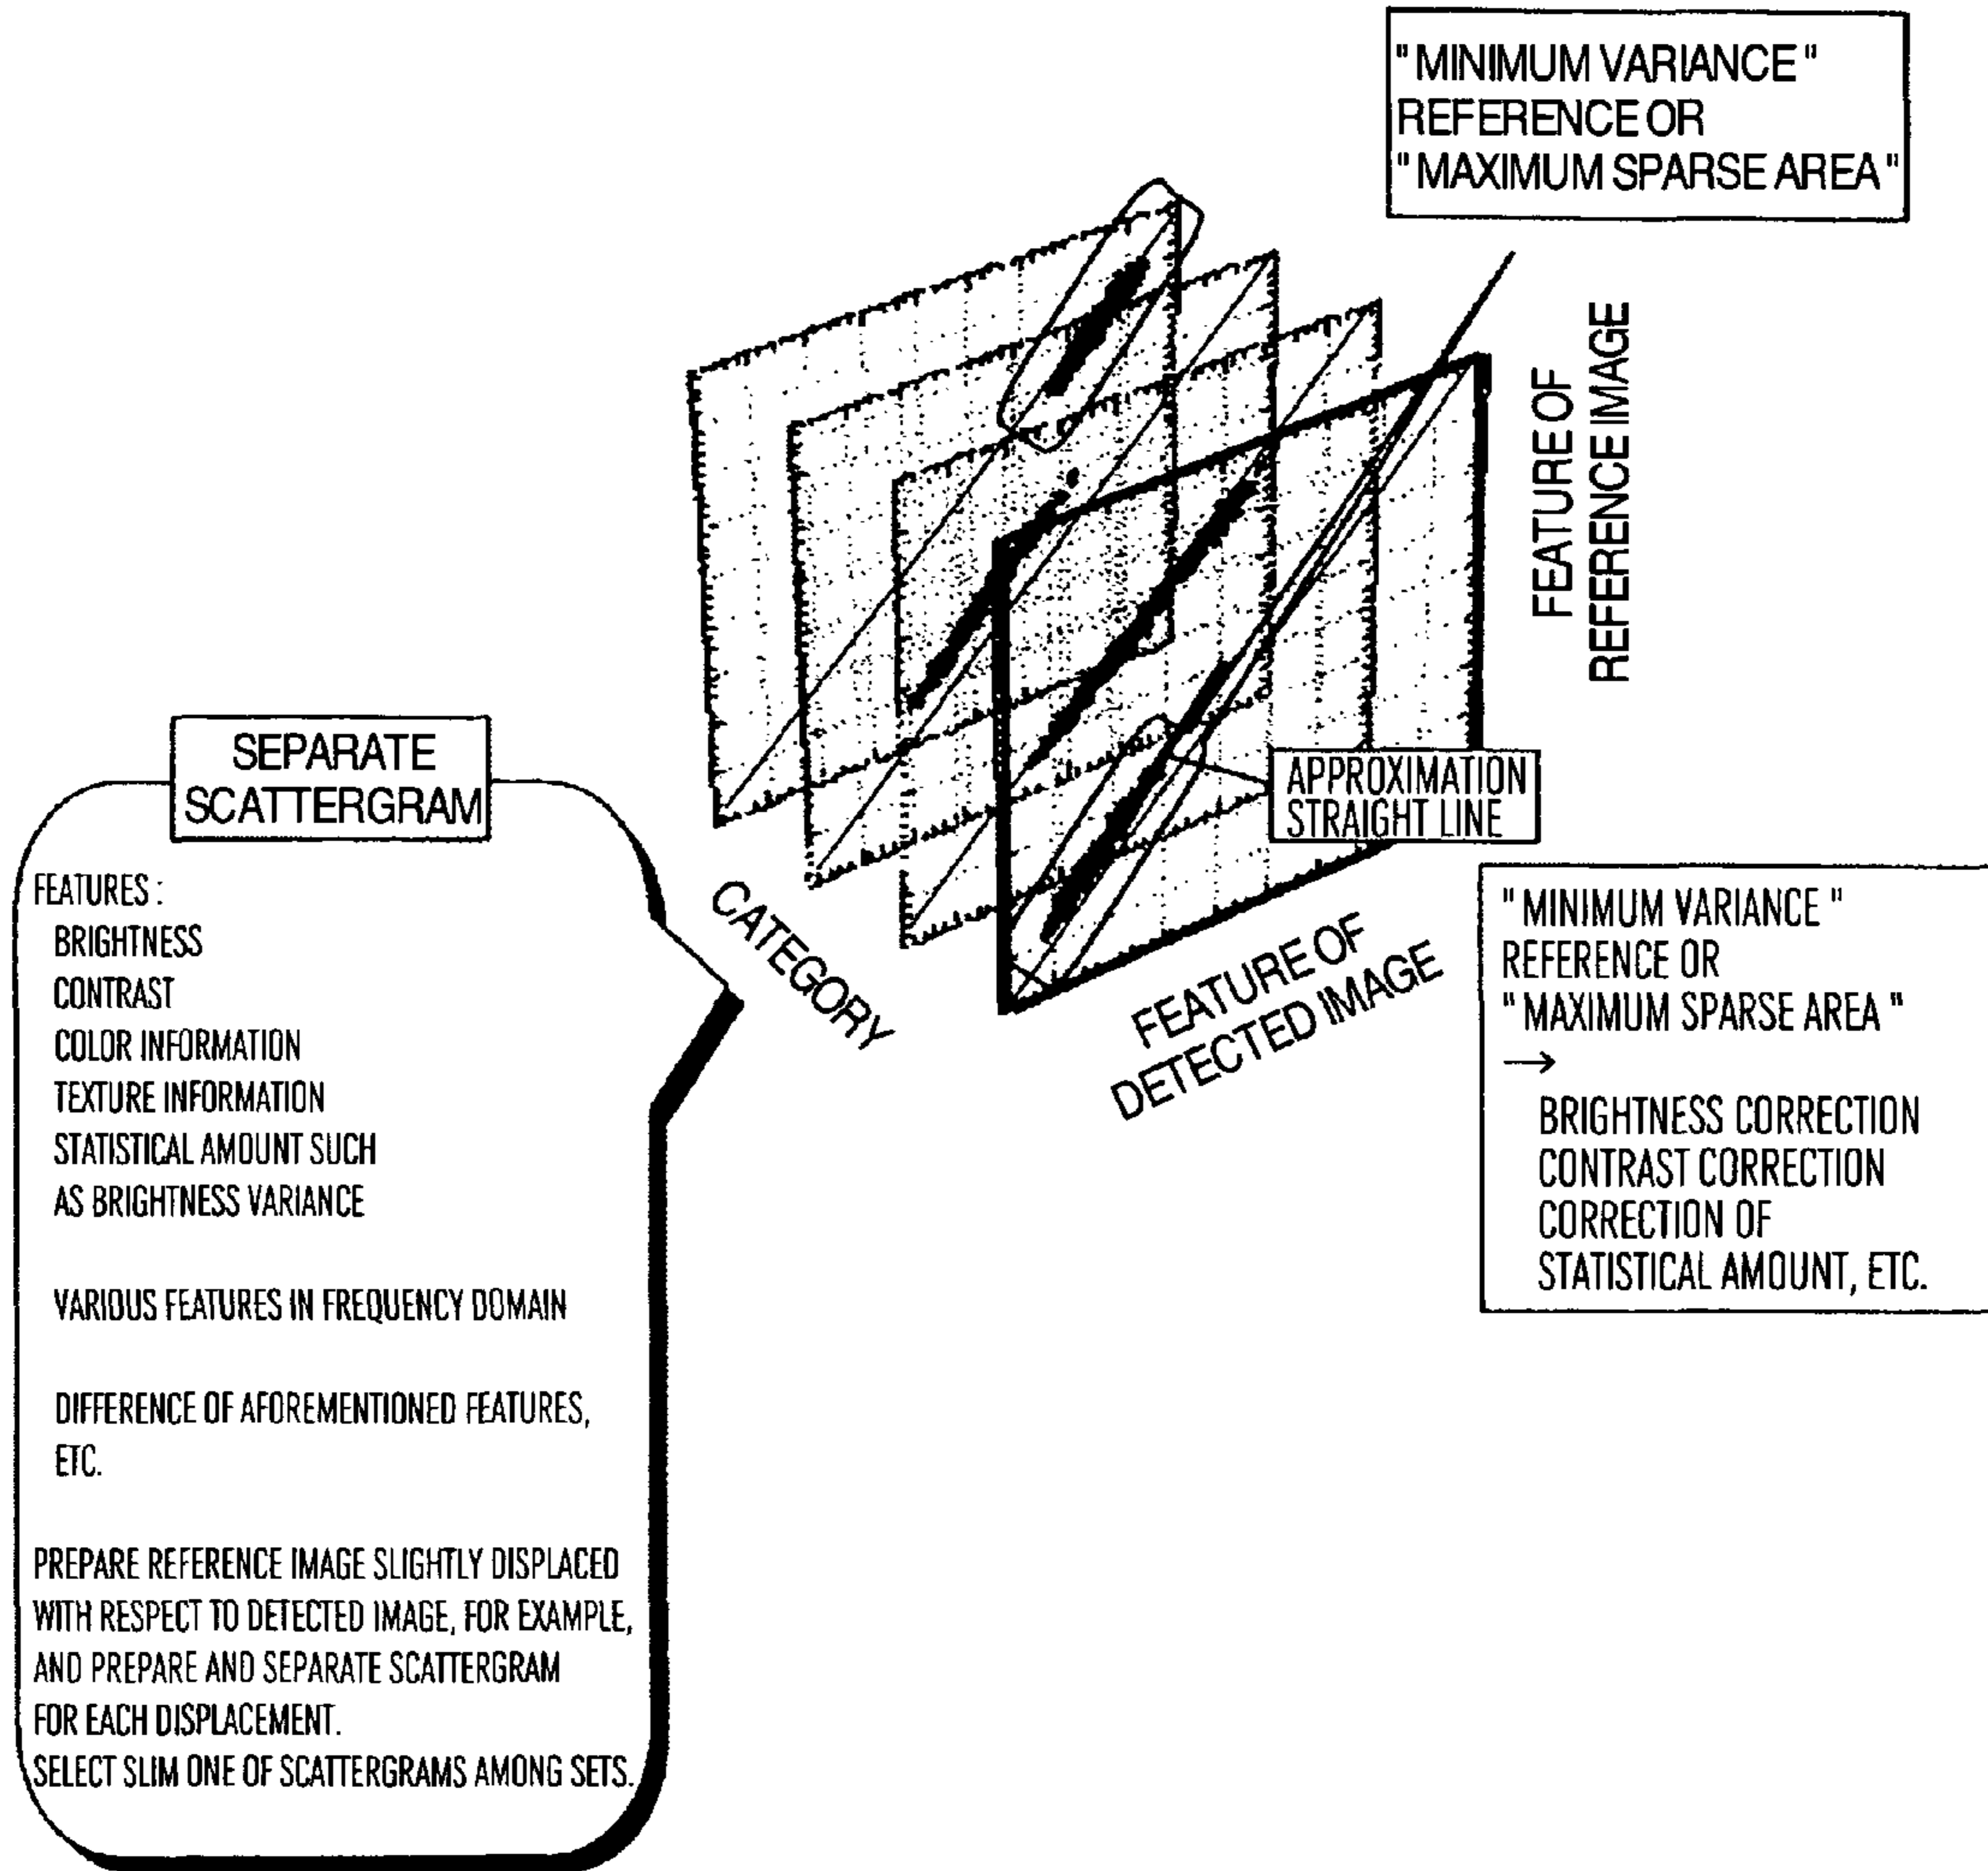 "MINIMUM VARIANCE"
REFERENCE OR
"MAXIMUM SPARSE AREA"
FEATURE OF
REFERENCE IMAGE
SEPARATE
SCATTERGRAM
FEATURES :
BRIGHTNESS
CONTRAST
COLOR INFORMATION
TEXTURE INFORMATION
STATISTICAL AMOUNT SUCH
AS BRIGHTNESS VARIANCE
VARIOUS FEATURES IN FREQUENCY DOMAIN
DIFFERENCE OF AFOREMENTIONED FEATURES,
ETC.
PREPARE REFERENCE IMAGE SLIGHTLY DISPLACED
WITH RESPECT TO DETECTED IMAGE, FOR EXAMPLE,
AND PREPARE AND SEPARATE SCATTERGRAM
FOR EACH DISPLACEMENT.
SELECT SLIM ONE OF SCATTERGRAMS AMONG SETS.
CATEGORY
FEATURE OF
DETECTED IMAGE
APPROXIMATION
STRAIGHT LINE
"MINIMUM VARIANCE"
REFERENCE OR
"MAXIMUM SPARSE AREA"
→
BRIGHTNESS CORRECTION
CONTRAST CORRECTION
CORRECTION OF
STATISTICAL AMOUNT, ETC.